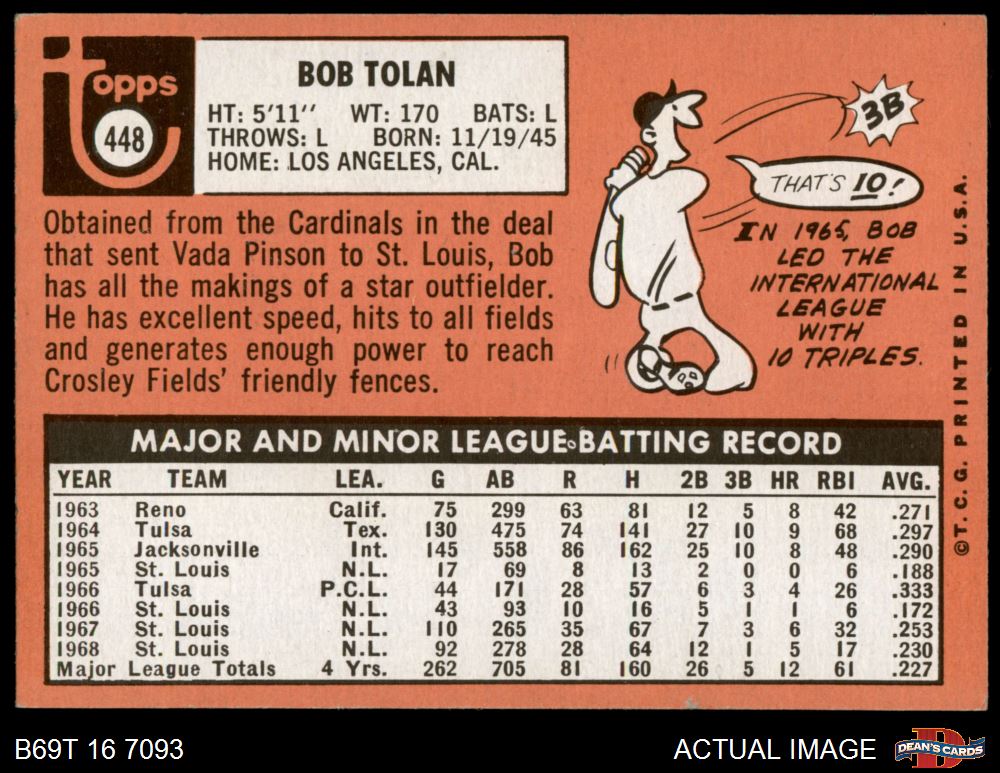 topps
448
BOB TOLAN
HT: 5'11'' WT: 170 BATS: L
THROWS: L BORN: 11/19/45
HOME: LOS ANGELES, CAL.
Obtained from the Cardinals in the deal
that sent Vada Pinson to St. Louis, Bob
has all the makings of a star outfielder.
He has excellent speed, hits to all fields
and generates enough power to reach
Crosley Fields' friendly fences.
3B
THAT'S 10!
IN 1965, BOB
LED THE
INTERNATIONAL
LEAGUE
WITH
10 TRIPLES.
©T.C.G. PRINTED IN U.S.A.
MAJOR AND MINOR LEAGUE BATTING RECORD
YEAR TEAM LEA. G AB R H 2B 3B HR RBI AVG.
1963 Reno Calif. 75 299 63 81 12 5 8 42 .271
1964 Tulsa Tex. 130 475 74 141 27 10 9 68 .297
1965 Jacksonville Int. 145 558 86 162 25 10 8 48 .290
1965 St. Louis N.L. 17 69 8 13 2 0 0 6 .188
1966 Tulsa P.C.L. 44 171 28 57 6 3 4 26 .333
1966 St. Louis N.L. 43 93 10 16 5 1 1 6 .172
1967 St. Louis N.L. 110 265 35 67 7 3 6 32 .253
1968 St. Louis N.L. 92 278 28 64 12 1 5 17 .230
Major League Totals 4 Yrs. 262 705 81 160 26 5 12 61 .227
B69T 16 7093
ACTUAL IMAGE
D
DEAN'S CARDS